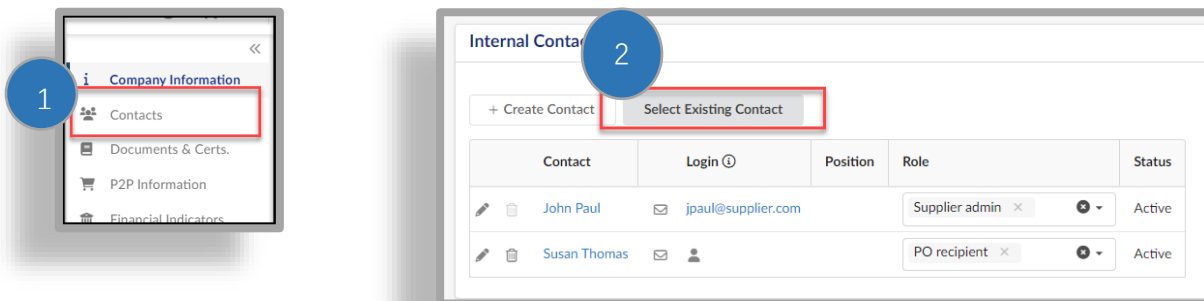 «
1
Company Information
Contacts
Documents & Certs.
P2P Information
Financial Indicators
Internal
2
+ Create Contact
Select Existing Contact
Contact Login Position Role Status
John Paul jpaul@supplier.com Supplier admin × Active
Susan Thomas PO recipient × Active